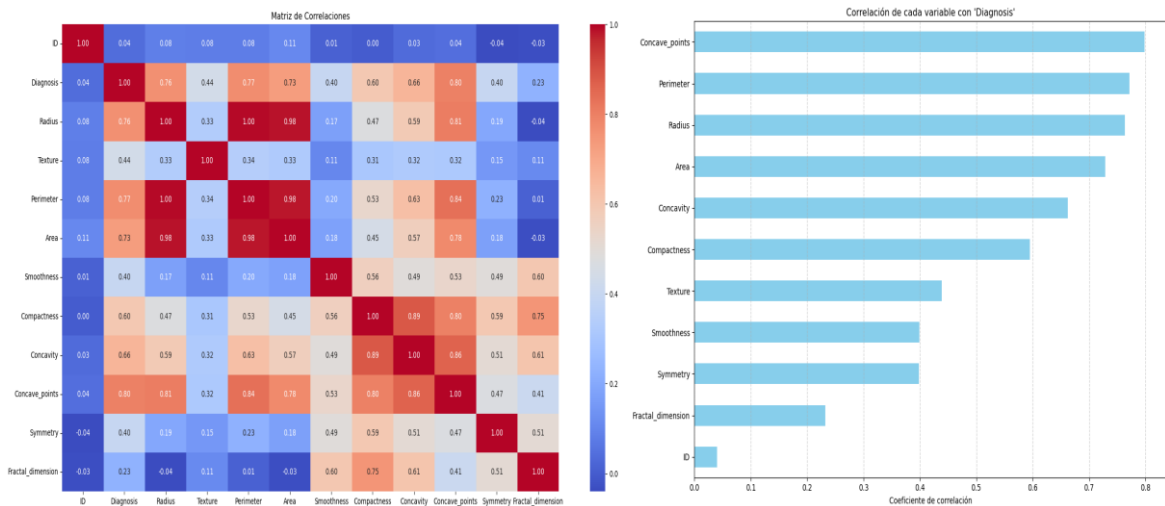 Matriz de Correlaciones
ID 1.00 0.04 0.08 0.08 0.08 0.11 0.01 0.00 0.03 0.04 -0.04 -0.03
Diagnosis 0.04 1.00 0.76 0.44 0.77 0.73 0.40 0.60 0.66 0.80 0.40 0.23
Radius 0.08 0.76 1.00 0.33 1.00 0.98 0.17 0.47 0.59 0.81 0.19 -0.04
Texture 0.08 0.44 0.33 1.00 0.34 0.33 0.11 0.31 0.32 0.32 0.15 0.11
Perimeter 0.08 0.77 1.00 0.34 1.00 0.98 0.20 0.53 0.63 0.84 0.23 0.01
Area 0.11 0.73 0.98 0.33 0.98 1.00 0.18 0.45 0.57 0.78 0.18 -0.03
Smoothness 0.01 0.40 0.17 0.11 0.20 0.18 1.00 0.56 0.49 0.53 0.49 0.60
Compactness 0.00 0.60 0.47 0.31 0.53 0.45 0.56 1.00 0.89 0.80 0.59 0.75
Concavity 0.03 0.66 0.59 0.32 0.63 0.57 0.49 0.89 1.00 0.86 0.51 0.61
Concave_points 0.04 0.80 0.81 0.32 0.84 0.78 0.53 0.80 0.86 1.00 0.47 0.41
Symmetry -0.04 0.40 0.19 0.15 0.23 0.18 0.49 0.59 0.51 0.47 1.00 0.51
Fractal_dimension -0.03 0.23 -0.04 0.11 0.01 -0.03 0.60 0.75 0.61 0.41 0.51 1.00
ID Diagnosis Radius Texture Perimeter Area Smoothness Compactness Concavity Concave_points Symmetry Fractal_dimension
1.0
0.8
0.6
0.4
0.2
0.0
Correlación de cada variable con 'Diagnosis'
Concave_points
Perimeter
Radius
Area
Concavity
Compactness
Texture
Smoothness
Symmetry
Fractal_dimension
ID
0.0 0.1 0.2 0.3 0.4 0.5 0.6 0.7 0.8
Coeficiente de correlación